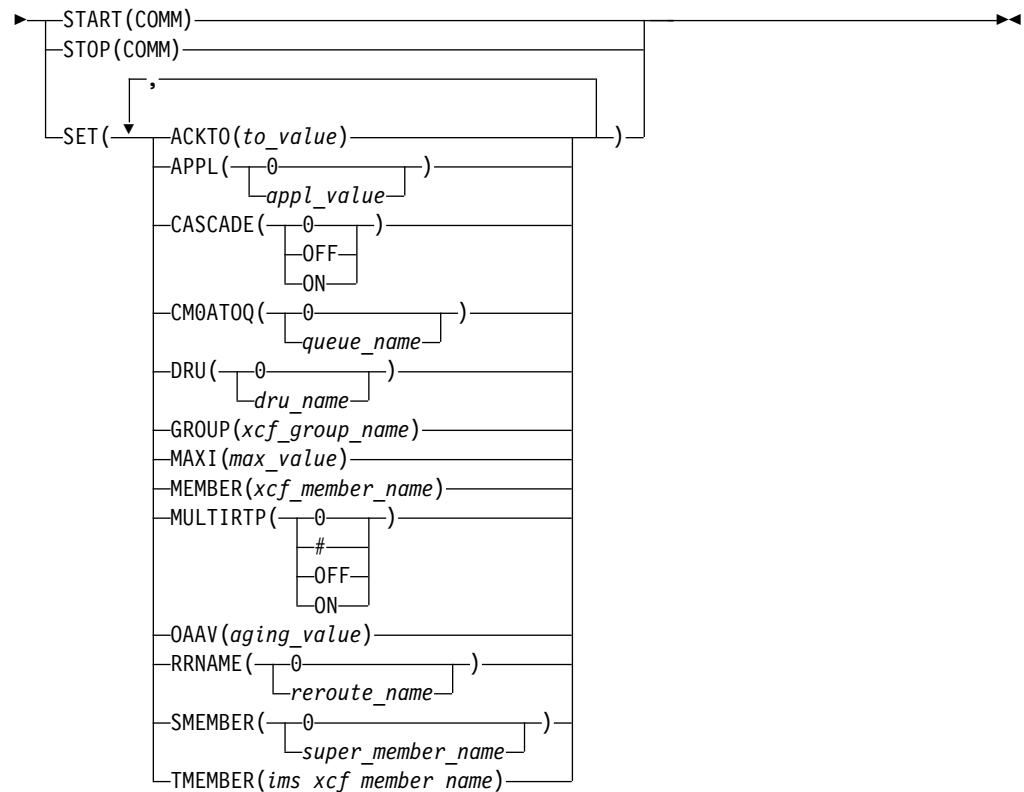 START(COMM)
STOP(COMM)
,
SET( ACKTO(to_value) )
APPL( 0 )
appl_value
CASCADE( 0 )
OFF
ON
CM0ATOQ( 0 )
queue_name
DRU( 0 )
dru_name
GROUP(xcf_group_name)
MAXI(max_value)
MEMBER(xcf_member_name)
MULTIRTP( 0 )
#
OFF
ON
OAAV(aging_value)
RRNAME( 0 )
reroute_name
SMEMBER( 0 )
super_member_name
TMEMBER(ims xcf member name)